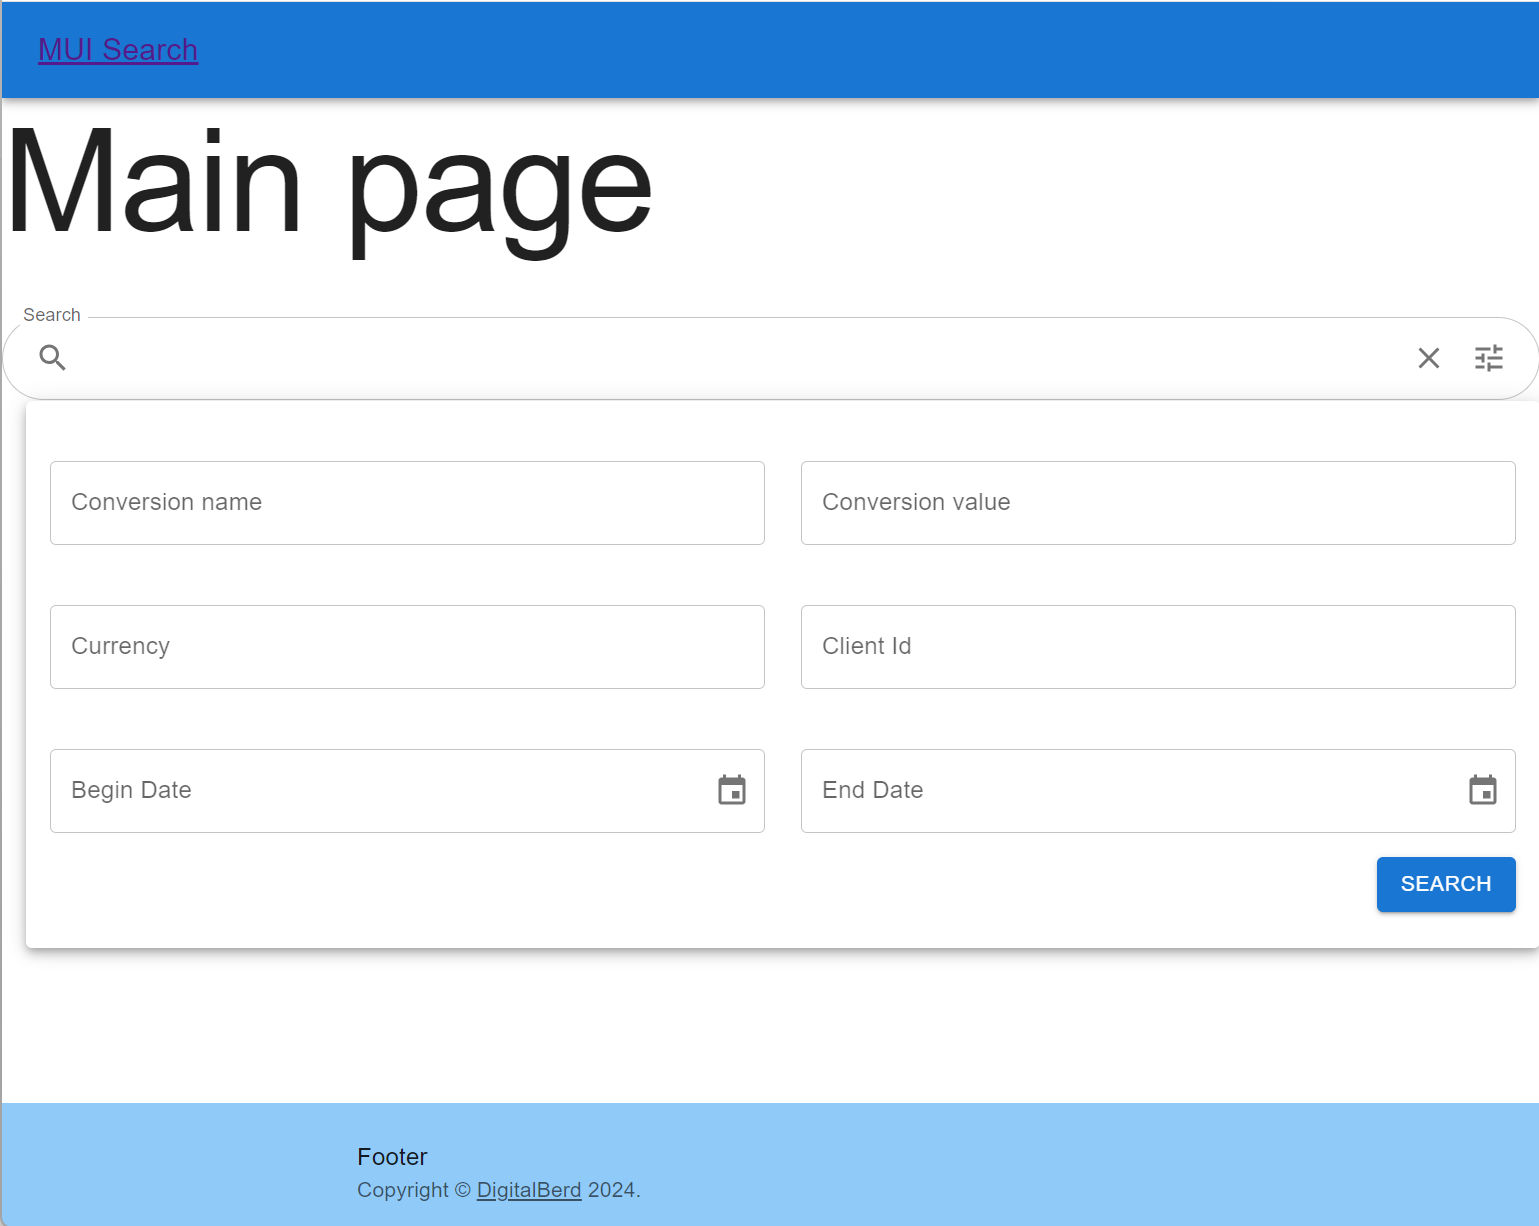 MUI Search
Main page
Search
Conversion name
Conversion value
Currency
Client Id
Begin Date
End Date
SEARCH
Footer
Copyright © DigitalBerd 2024.